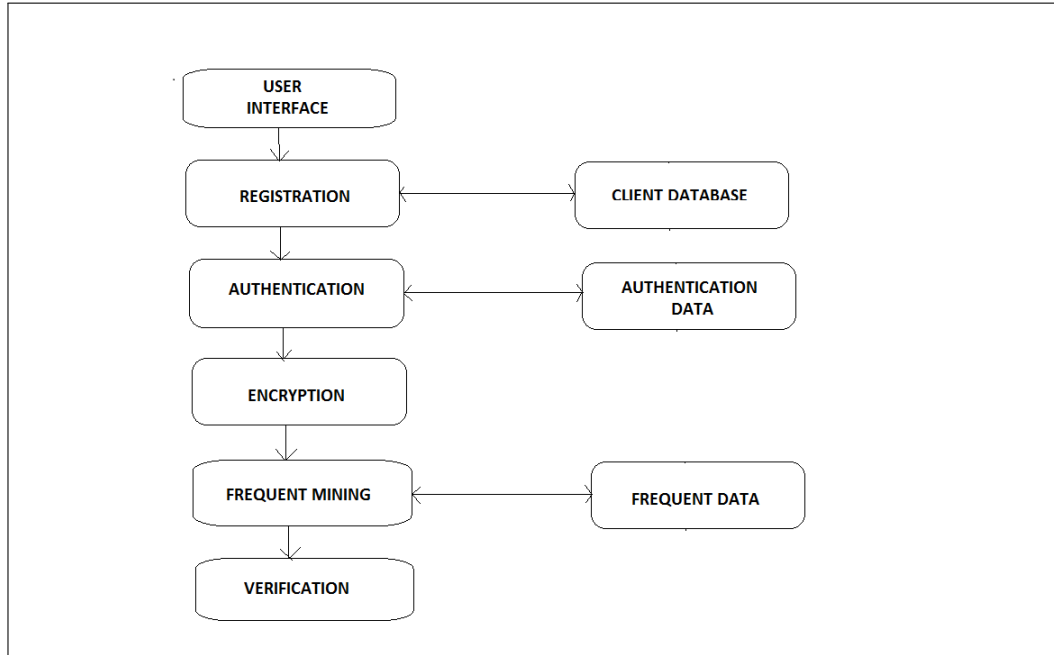 USER
INTERFACE
REGISTRATION
CLIENT DATABASE
AUTHENTICATION
AUTHENTICATION
DATA
ENCRYPTION
FREQUENT MINING
FREQUENT DATA
VERIFICATION